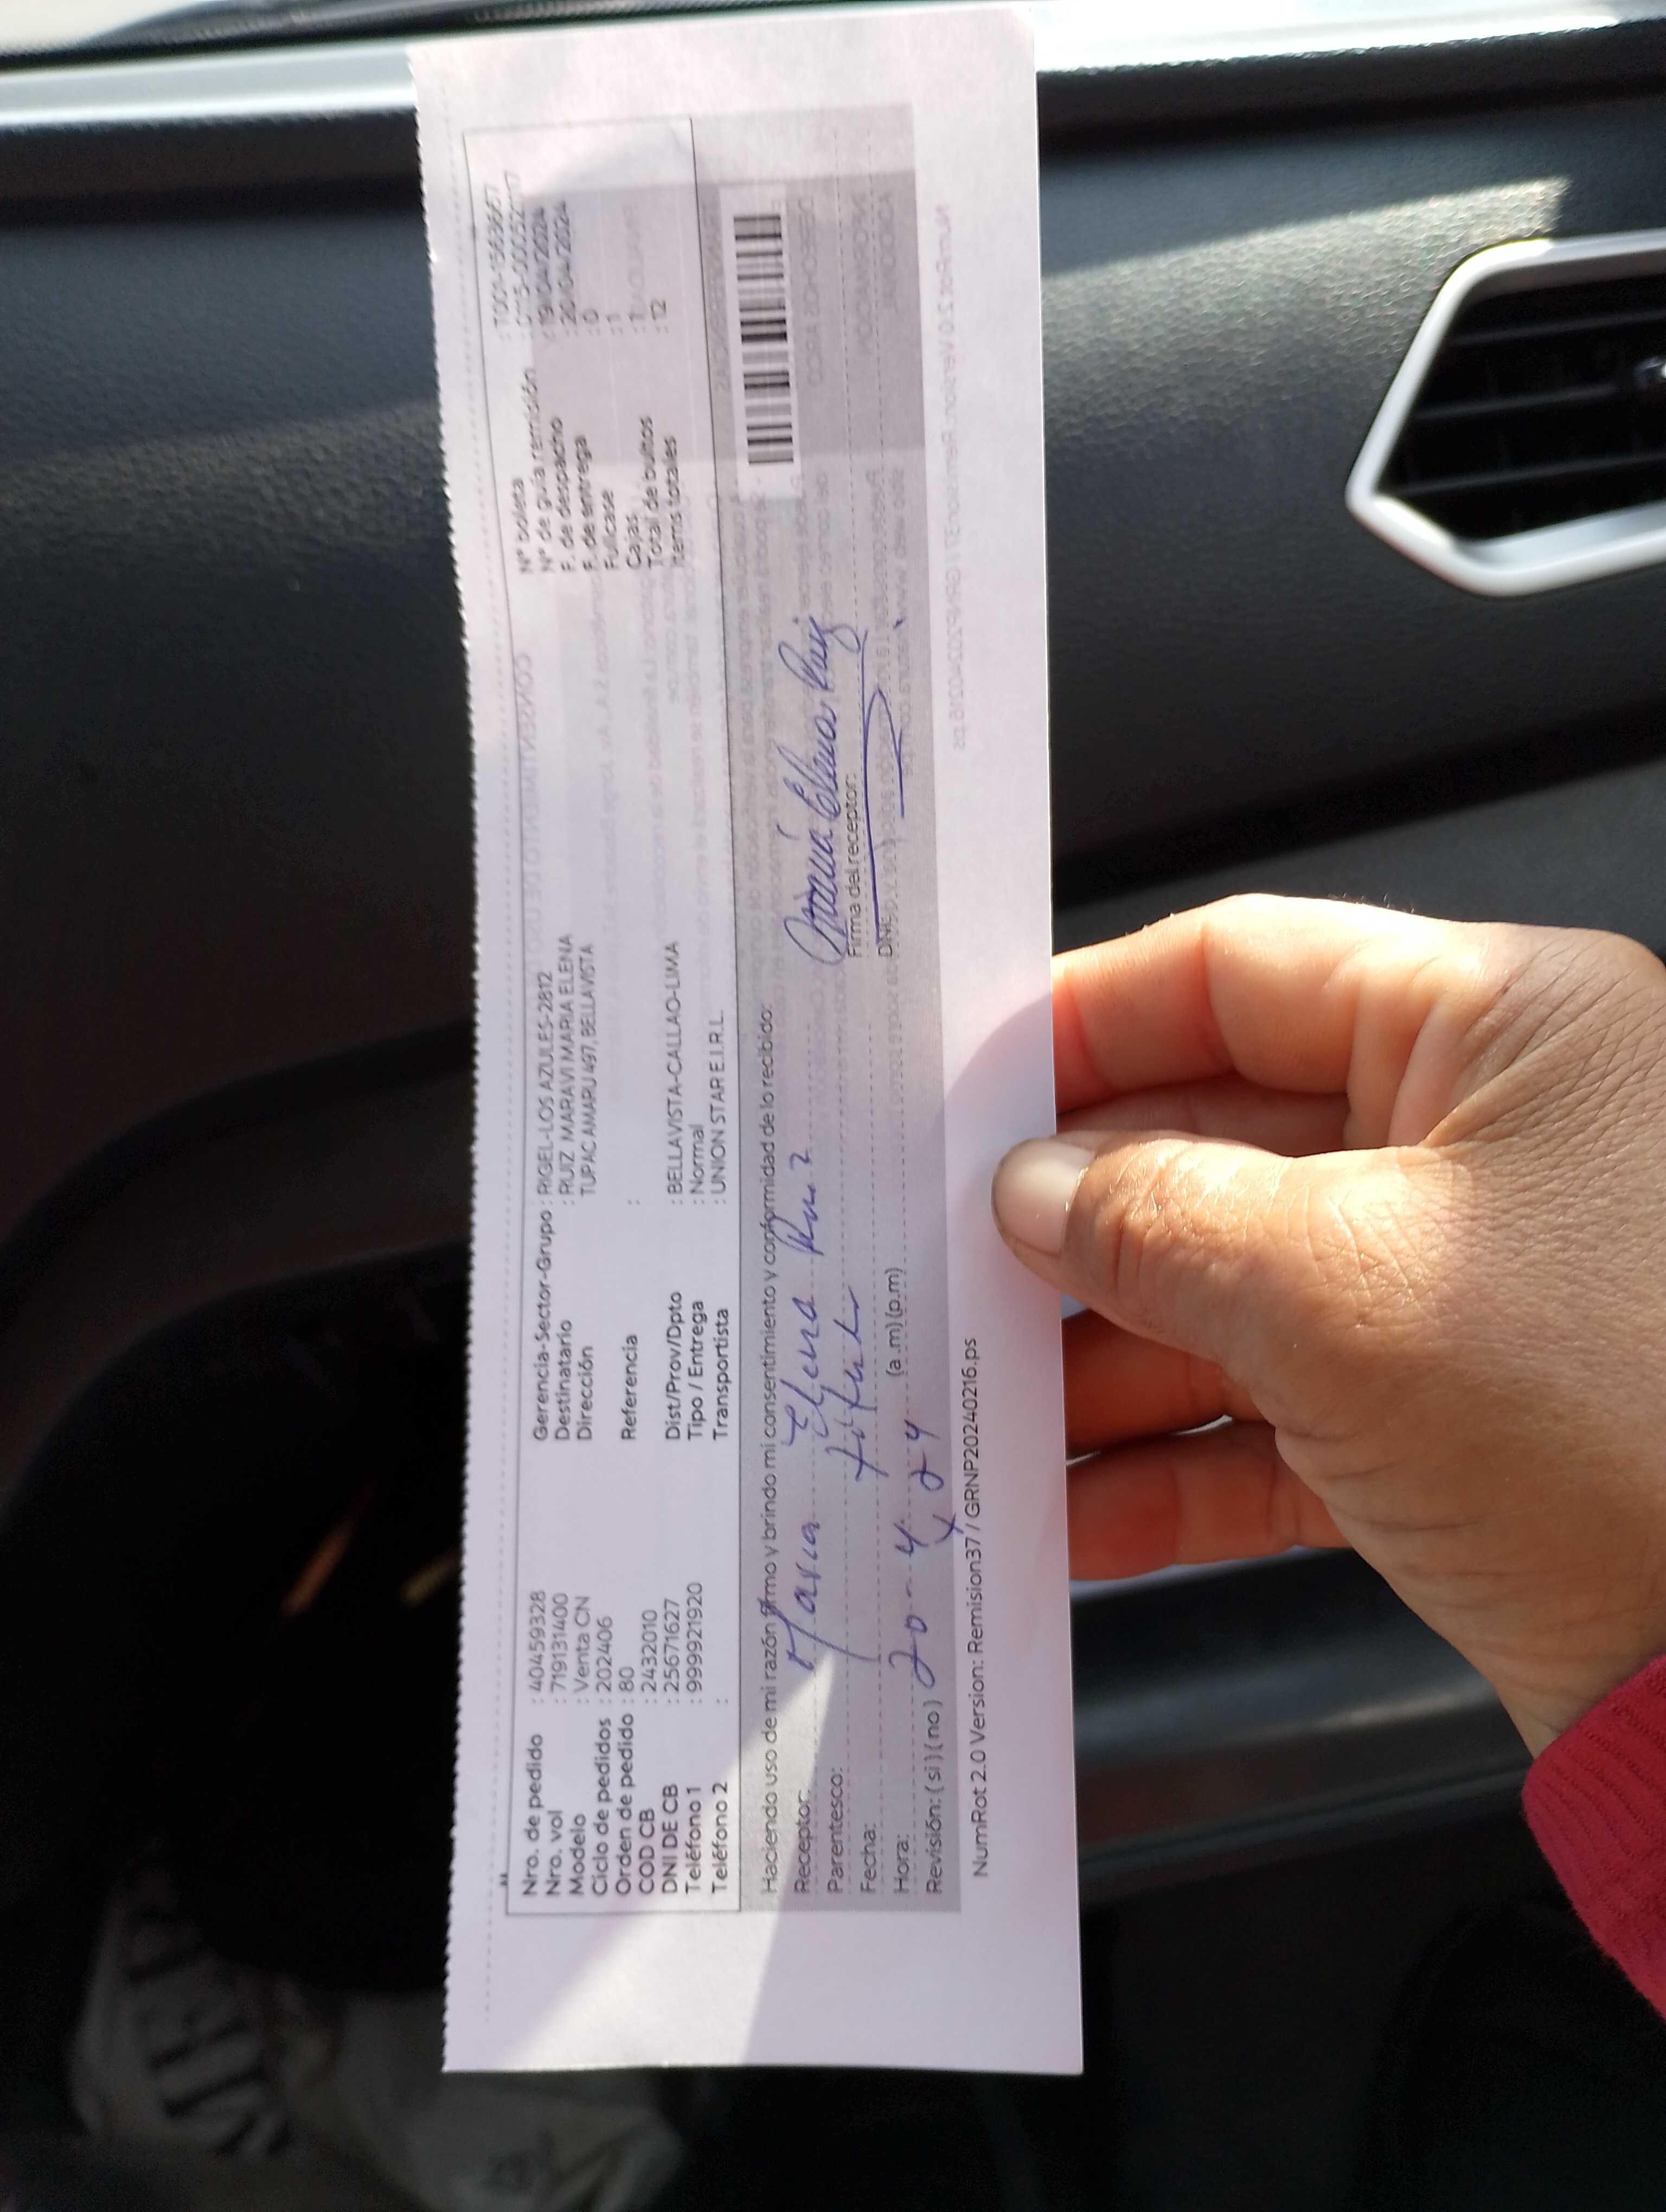 Nro. de pedido : 40459328
Nro. vol : 719131400
Modelo : Venta CN
Ciclo de pedidos : 202406
Orden de pedido : 80
COD CB : 2432010
DNI DE CB : 25671627
Teléfono 1 : 999921920
Teléfono 2 :
Gerencia-Sector-Grupo : RIGEL-LOS AZULES-2812
Destinatario : RUIZ MARAVI MARIA ELENA
Dirección TUPAC AMARU 497, BELLAVISTA
Referencia :
Dist/Prov/Dpto : BELLAVISTA-CALLAO-LIMA
Tipo / Entrega : Normal
Transportista : UNION STAR E.I.R.L.
N° boleta : T001-15636677
N° de guía remisión
F. de despacho : 19/04/2024
F. de entrega : 20/04/2024
Fullcase : 0
Cajas : 1
Total de bultos : 1
Items totales : 12
Haciendo uso de mi razón firmo y brindo mi consentimiento y conformidad de lo recibido:
Receptor: Maria Elena Ruiz
Parentesco: titular
Fecha: 20 - 4 - 24
Hora: (a.m) (p.m)
Revisión: ( si ) ( no )
Maria Elena Ruiz
Firma del receptor:
DNI:
NumRot 2.0 Version: Remision37 / GRNP20240216.ps